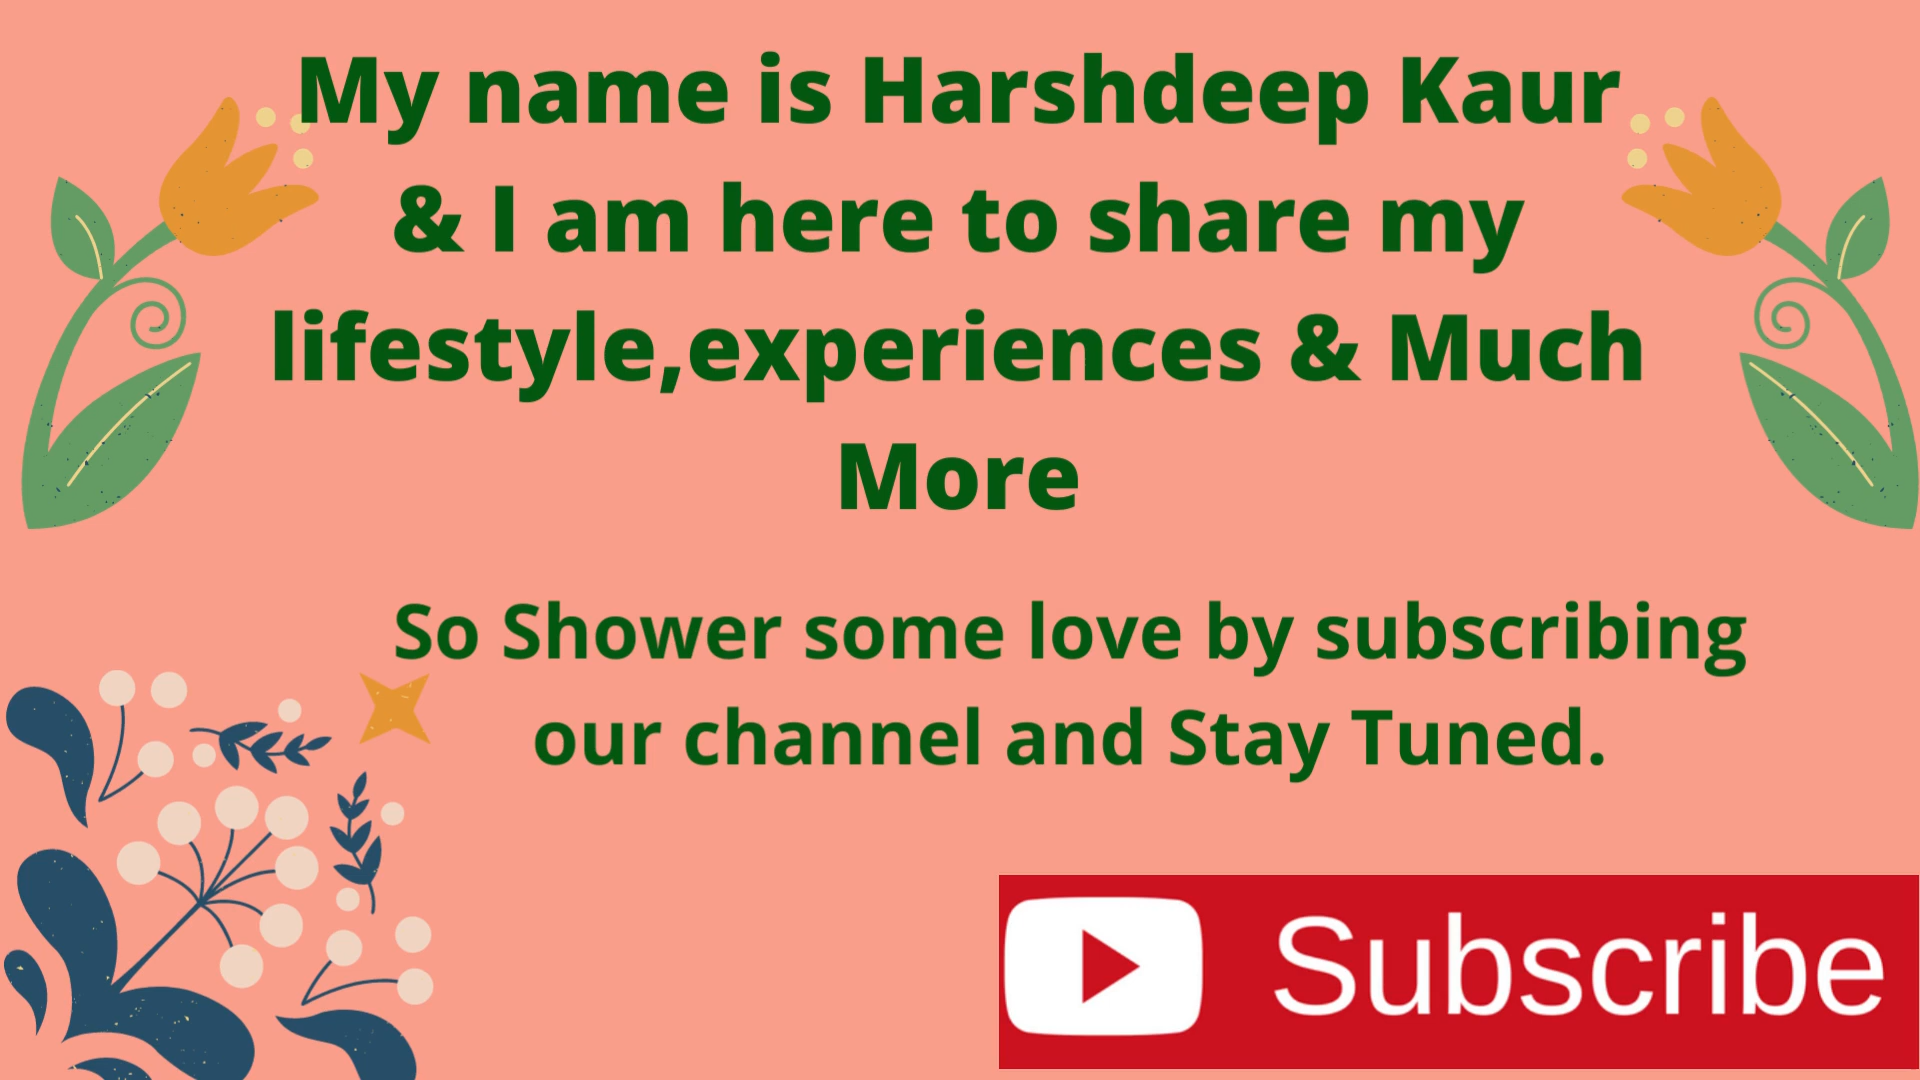 My name is Harshdeep Kaur
& I am here to share my
lifestyle,experiences & Much
More
So Shower some love by subscribing
our channel and Stay Tuned.
Subscribe